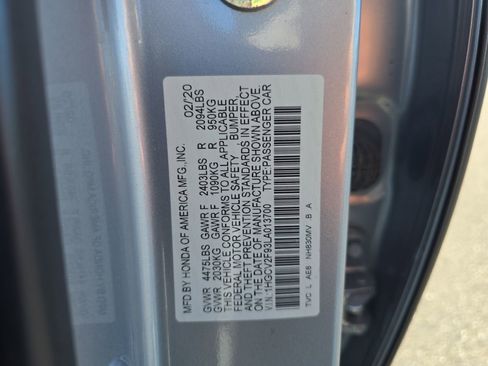 MFD BY HONDA OF AMERICA MFG.,INC. 02/'20
GVWR 4475LBS GAWR F 2403LBS R 2094LBS
GVWR 2030KG GAWR F 1090KG R 950KG
THIS VEHICLE CONFORMS TO ALL APPLICABLE
FEDERAL MOTOR VEHICLE SAFETY , BUMPER,
AND THEFT PREVENTION STANDARDS IN EFFECT
ON THE DATE OF MANUFACTURE SHOWN ABOVE.
V.I.N.:1HGCV2F93LA013700 TYPE:PASSENGER CAR
TVC L AE8 NH830MV B A